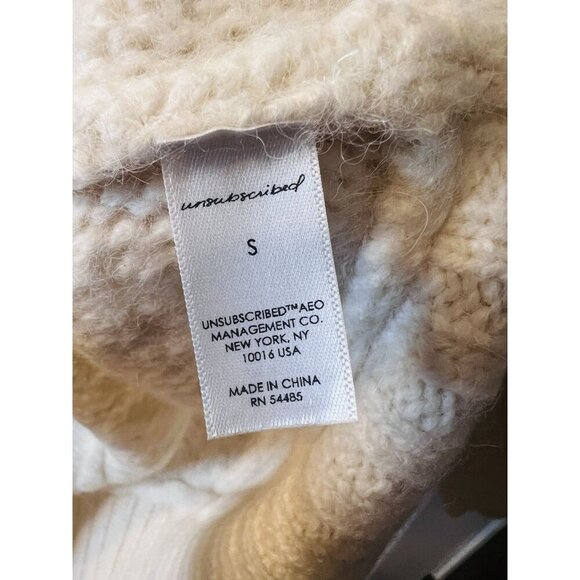 unsubscribed
S
UNSUBSCRIBED™AEO
MANAGEMENT CO.
NEW YORK, NY
10016 USA
MADE IN CHINA
RN 54485